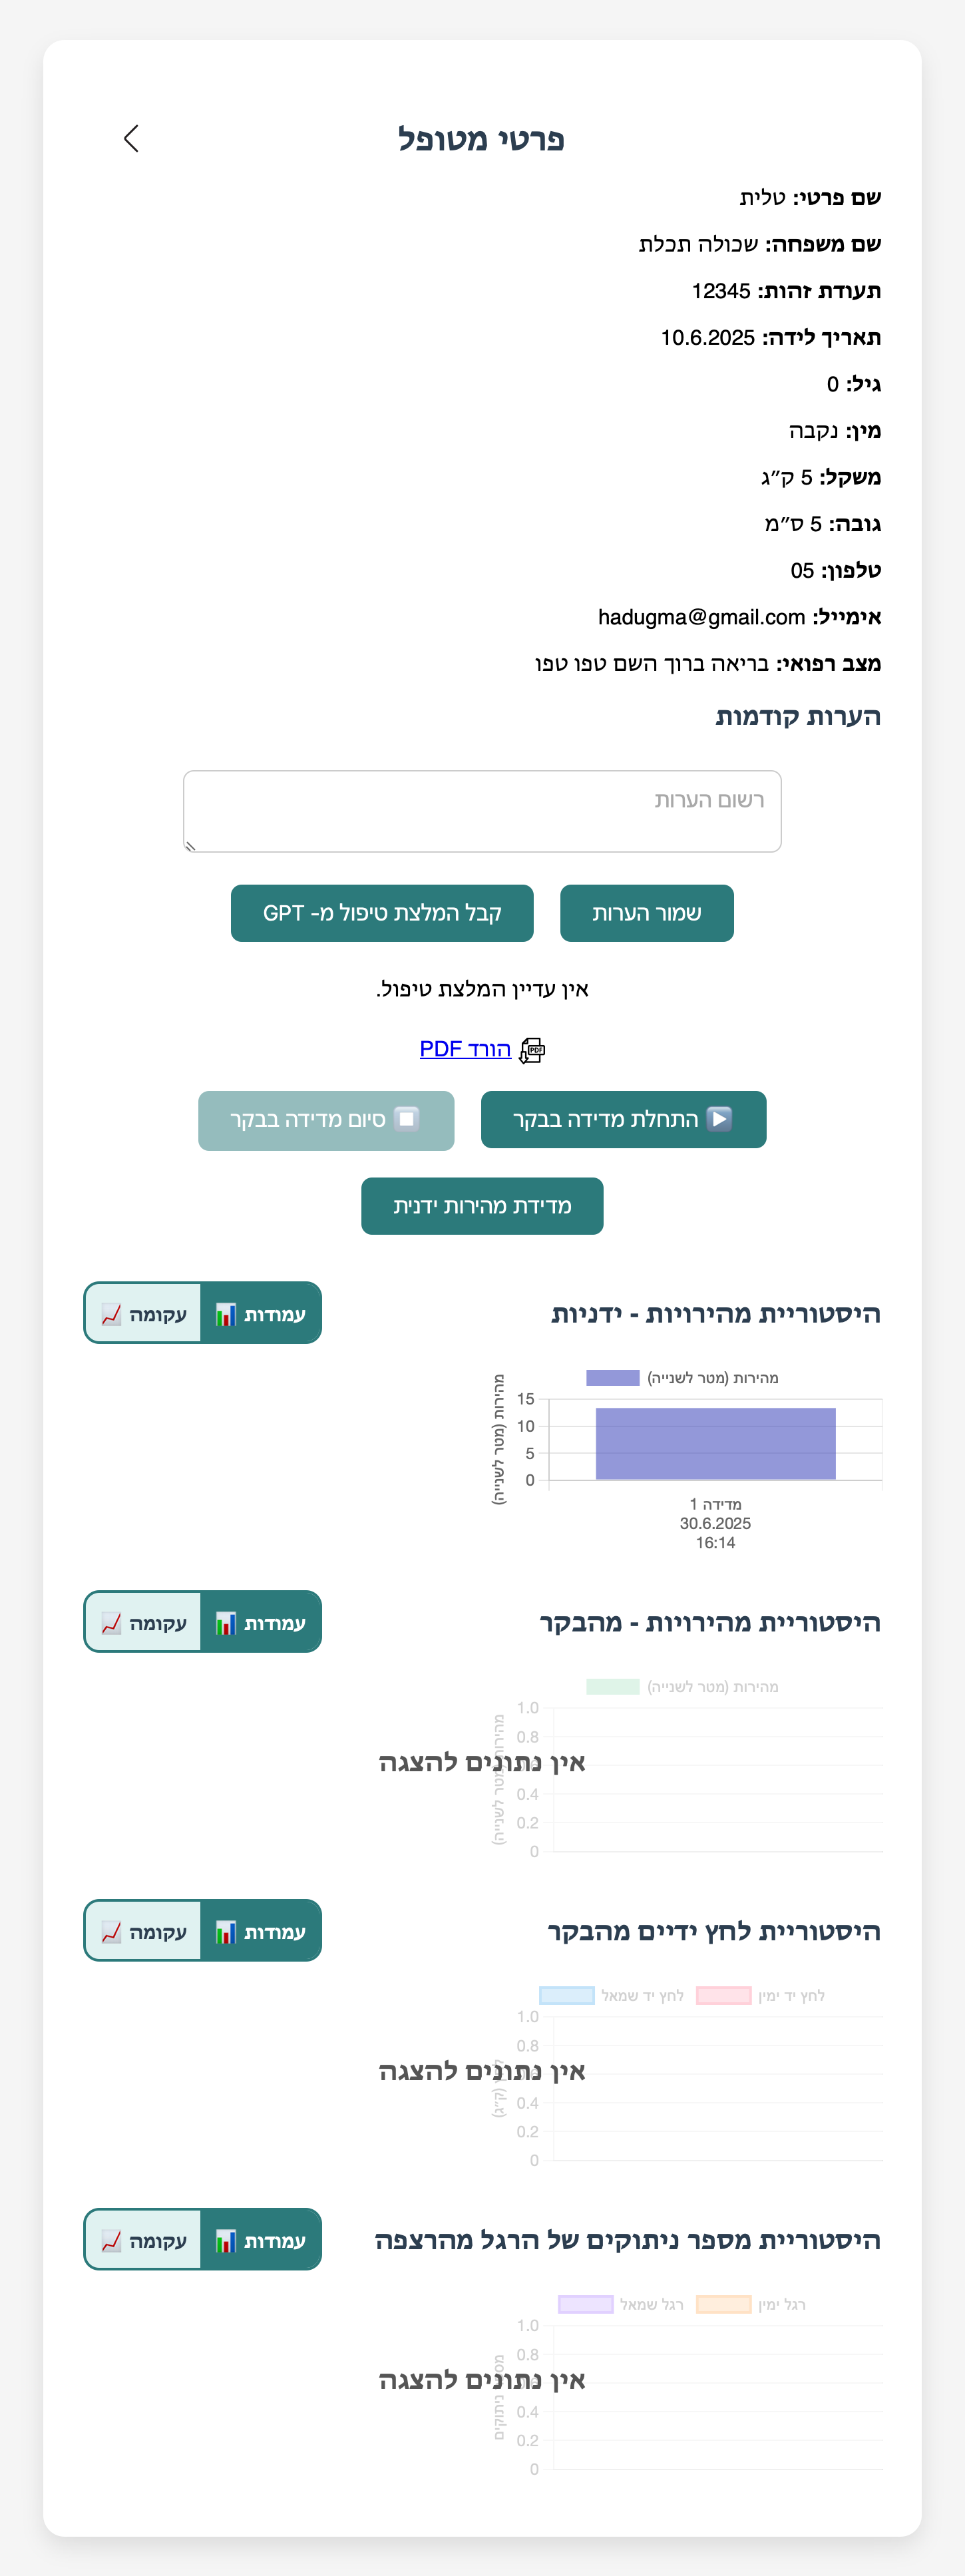 פרטי מטופל
שם פרטי: טלית
שם משפחה: שכולה תכלת
תעודת זהות: 12345
תאריך לידה: 10.6.2025
גיל: 0
מין: נקבה
משקל: 5 ק״ג
גובה: 5 ס״מ
טלפון: 05
אימייל: hadugma@gmail.com
מצב רפואי: בריאה ברוך השם טפו טפו
הערות קודמות
רשום הערות
שמור הערות
קבל המלצת טיפול מ- GPT
אין עדיין המלצת טיפול.
PDF
הורד PDF
התחלת מדידה בבקר
סיום מדידה בבקר
מדידת מהירות ידנית
היסטוריית מהירויות - ידניות
עמודות
עקומה
מהירות (מטר לשנייה)
מהירות (מטר לשנייה)
15
10
5
0
מדידה 1
30.6.2025
16:14
היסטוריית מהירויות - מהבקר
עמודות
עקומה
מהירות (מטר לשנייה)
מהירות (מטר לשנייה)
1.0
0.8
אין נתונים להצגה
0.4
0.2
0
היסטוריית לחץ ידיים מהבקר
עמודות
עקומה
לחץ יד ימין
לחץ יד שמאל
1.0
0.8
אין נתונים להצגה
(ק״ג)
0.4
0.2
0
היסטוריית מספר ניתוקים של הרגל מהרצפה
עמודות
עקומה
רגל ימין
רגל שמאל
1.0
0.8
אין נתונים להצגה
ניתוקים
0.4
0.2
0